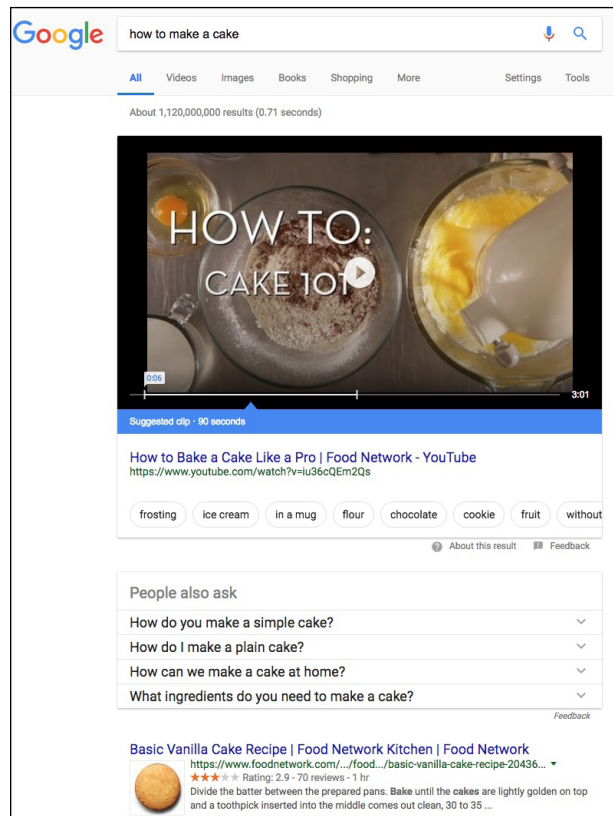 Google
how to make a cake
All Videos Images Books Shopping More Settings Tools
About 1,120,000,000 results (0.71 seconds)
HOW TO:
CAKE 101
0:06
3:01
Suggested clip · 90 seconds
How to Bake a Cake Like a Pro | Food Network - YouTube
https://www.youtube.com/watch?v=iu36cQEm2Qs
frosting ice cream in a mug flour chocolate cookie fruit without
About this result Feedback
People also ask
How do you make a simple cake?
How do I make a plain cake?
How can we make a cake at home?
What ingredients do you need to make a cake?
Feedback
Basic Vanilla Cake Recipe | Food Network Kitchen | Food Network
https://www.foodnetwork.com/.../food.../basic-vanilla-cake-recipe-20436...
Rating: 2.9 - 70 reviews - 1 hr
Divide the batter between the prepared pans. Bake until the cakes are lightly golden on top
and a toothpick inserted into the middle comes out clean, 30 to 35 ...